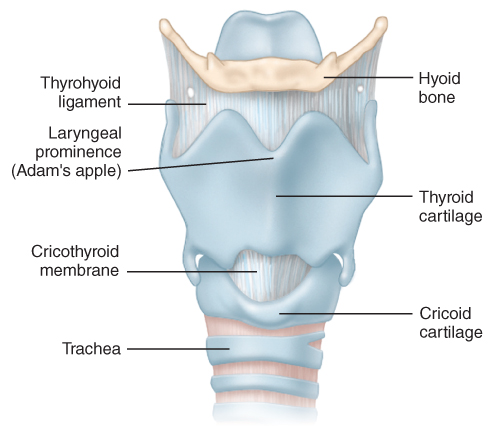 Thyrohyoid
ligament
Laryngeal
prominence
(Adam's apple)
Cricothyroid
membrane
Trachea
Hyoid
bone
Thyroid
cartilage
Cricoid
cartilage